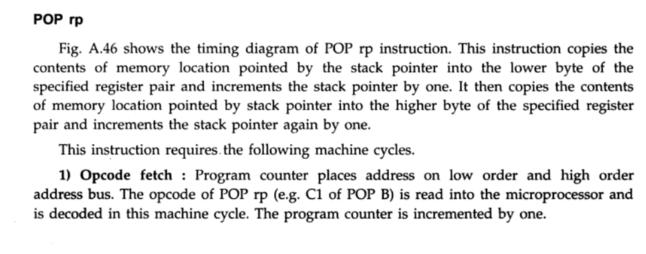 POP rp
Fig. A.46 shows the timing diagram of POP rp instruction. This instruction copies the
contents of memory location pointed by the stack pointer into the lower byte of the
specified register pair and increments the stack pointer by one. It then copies the contents
of memory location pointed by stack pointer into the higher byte of the specified register
pair and increments the stack pointer again by one.
This instruction requires the following machine cycles.
1) Opcode fetch : Program counter places address on low order and high order
address bus. The opcode of POP rp (e.g. C1 of POP B) is read into the microprocessor and
is decoded in this machine cycle. The program counter is incremented by one.